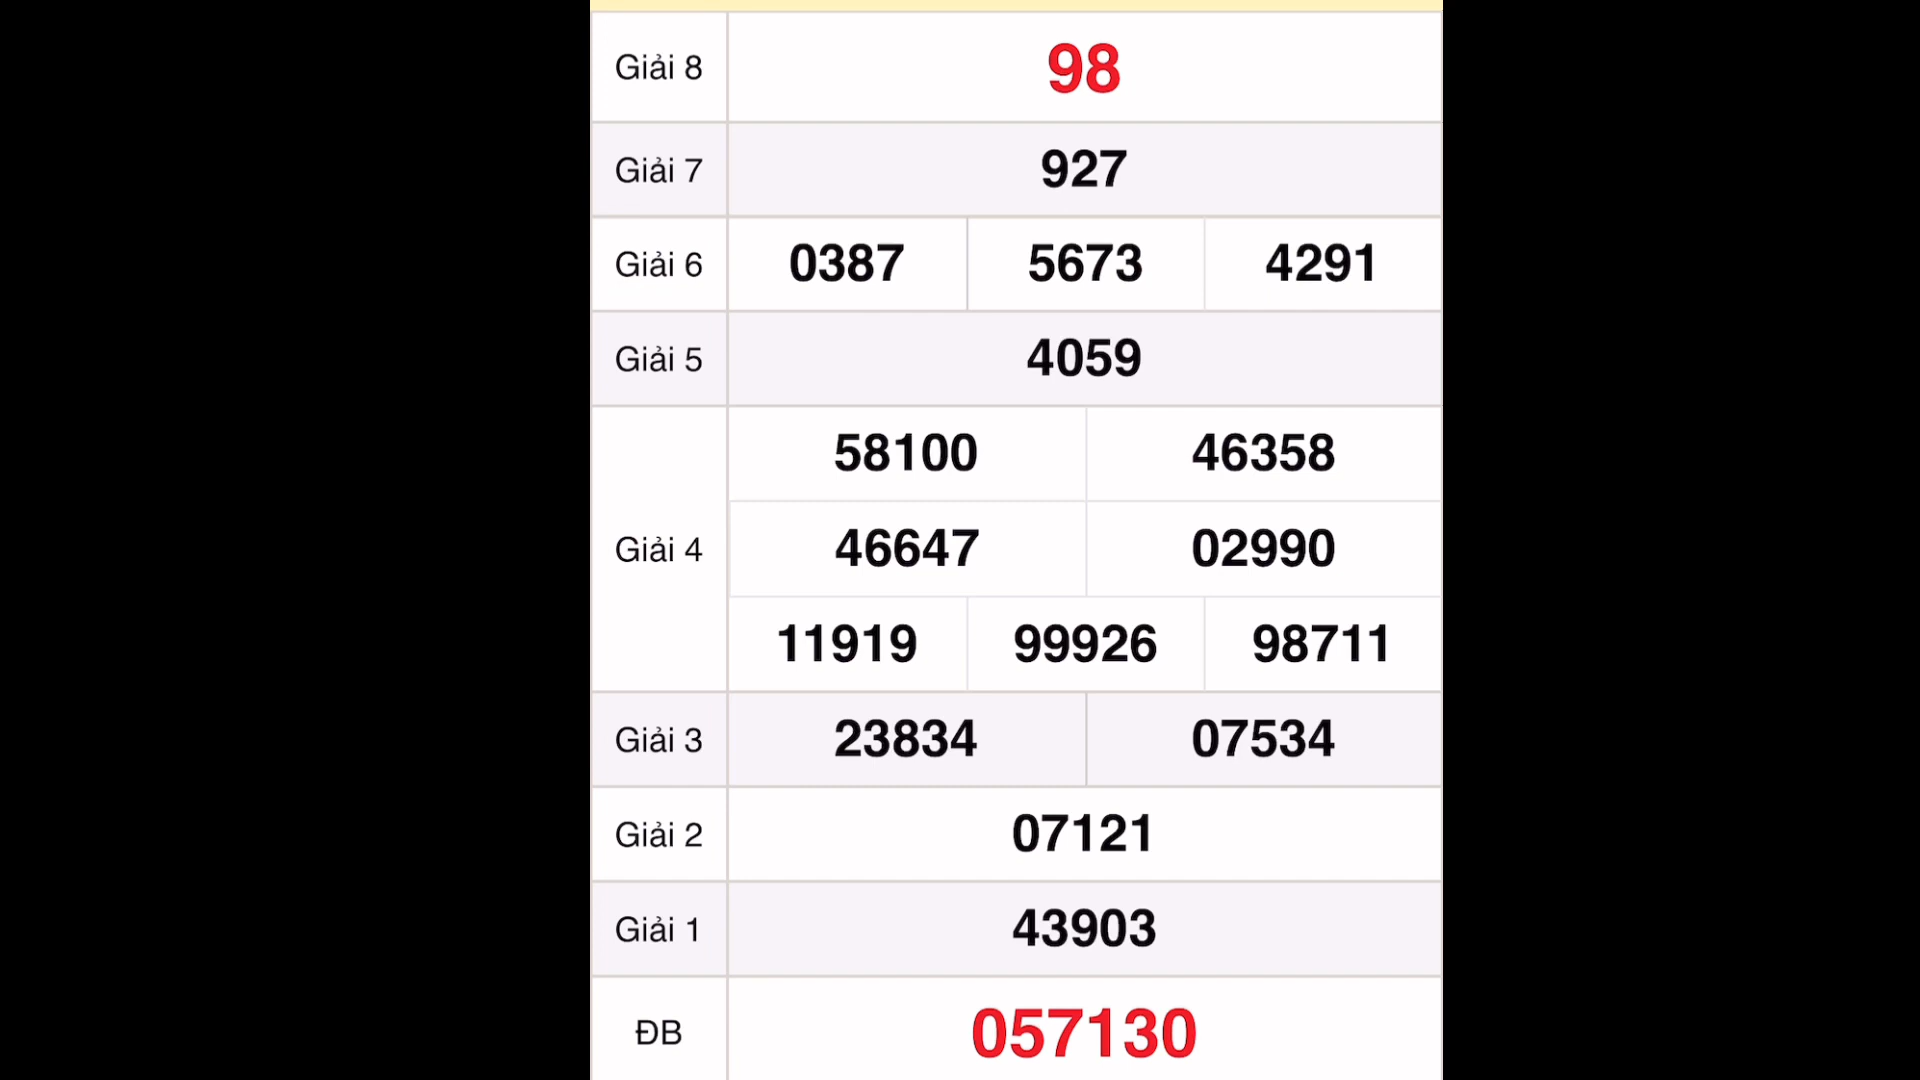 Giải 8 98
Giải 7 927
Giải 6 0387 5673 4291
Giải 5 4059
58100 46358
Giải 4 46647 02990
11919 99926 98711
Giải 3 23834 07534
Giải 2 07121
Giải 1 43903
ĐB 057130